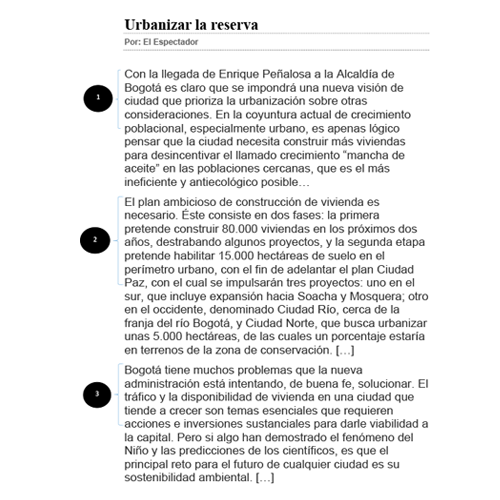 Urbanizar la reserva
Por: El Espectador
Con la llegada de Enrique Peñalosa a la Alcaldía de
1
Bogotá es claro que se impondrá una nueva visión de
ciudad que prioriza la urbanización sobre otras
consideraciones. En la coyuntura actual de crecimiento
poblacional, especialmente urbano, es apenas lógico
pensar que la ciudad necesita construir más viviendas
para desincentivar el llamado crecimiento “mancha de
aceite” en las poblaciones cercanas, que es el más
ineficiente y antiecológico posible…
El plan ambicioso de construcción de vivienda es
necesario. Éste consiste en dos fases: la primera
pretende construir 80.000 viviendas en los próximos dos
2
años, destrabando algunos proyectos, y la segunda etapa
pretende habilitar 15.000 hectáreas de suelo en el
perímetro urbano, con el fin de adelantar el plan Ciudad
Paz, con el cual se impulsarán tres proyectos: uno en el
sur, que incluye expansión hacia Soacha y Mosquera; otro
en el occidente, denominado Ciudad Río, cerca de la
franja del río Bogotá, y Ciudad Norte, que busca urbanizar
unas 5.000 hectáreas, de las cuales un porcentaje estaría
en terrenos de la zona de conservación. […]
Bogotá tiene muchos problemas que la nueva
administración está intentando, de buena fe, solucionar. El
3
tráfico y la disponibilidad de vivienda en una ciudad que
tiende a crecer son temas esenciales que requieren
acciones e inversiones sustanciales para darle viabilidad a
la capital. Pero si algo han demostrado el fenómeno del
Niño y las predicciones de los científicos, es que el
principal reto para el futuro de cualquier ciudad es su
sostenibilidad ambiental. […]